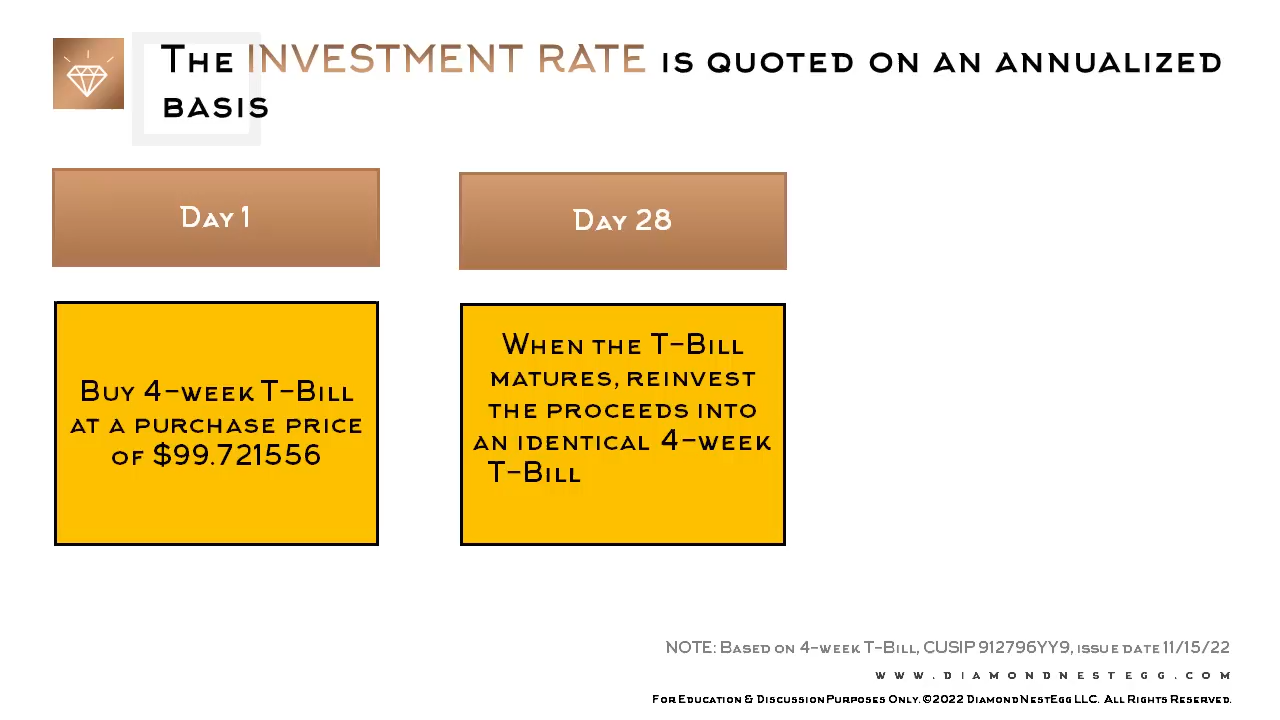 The INVESTMENT RATE is quoted on an annualized
basis
Day 1
Day 28
Buy 4-week T-Bill
at a purchase price
of $99.721556
When the T-Bill
matures, reinvest
the proceeds into
an identical 4-week
T-Bill
NOTE: Based on 4-week T-Bill, CUSIP 912796YY9, issue date 11/15/22
www.diamondnestegg.com
For Education & Discussion Purposes Only. ©2022 DiamondNestEgg LLC. All Rights Reserved.